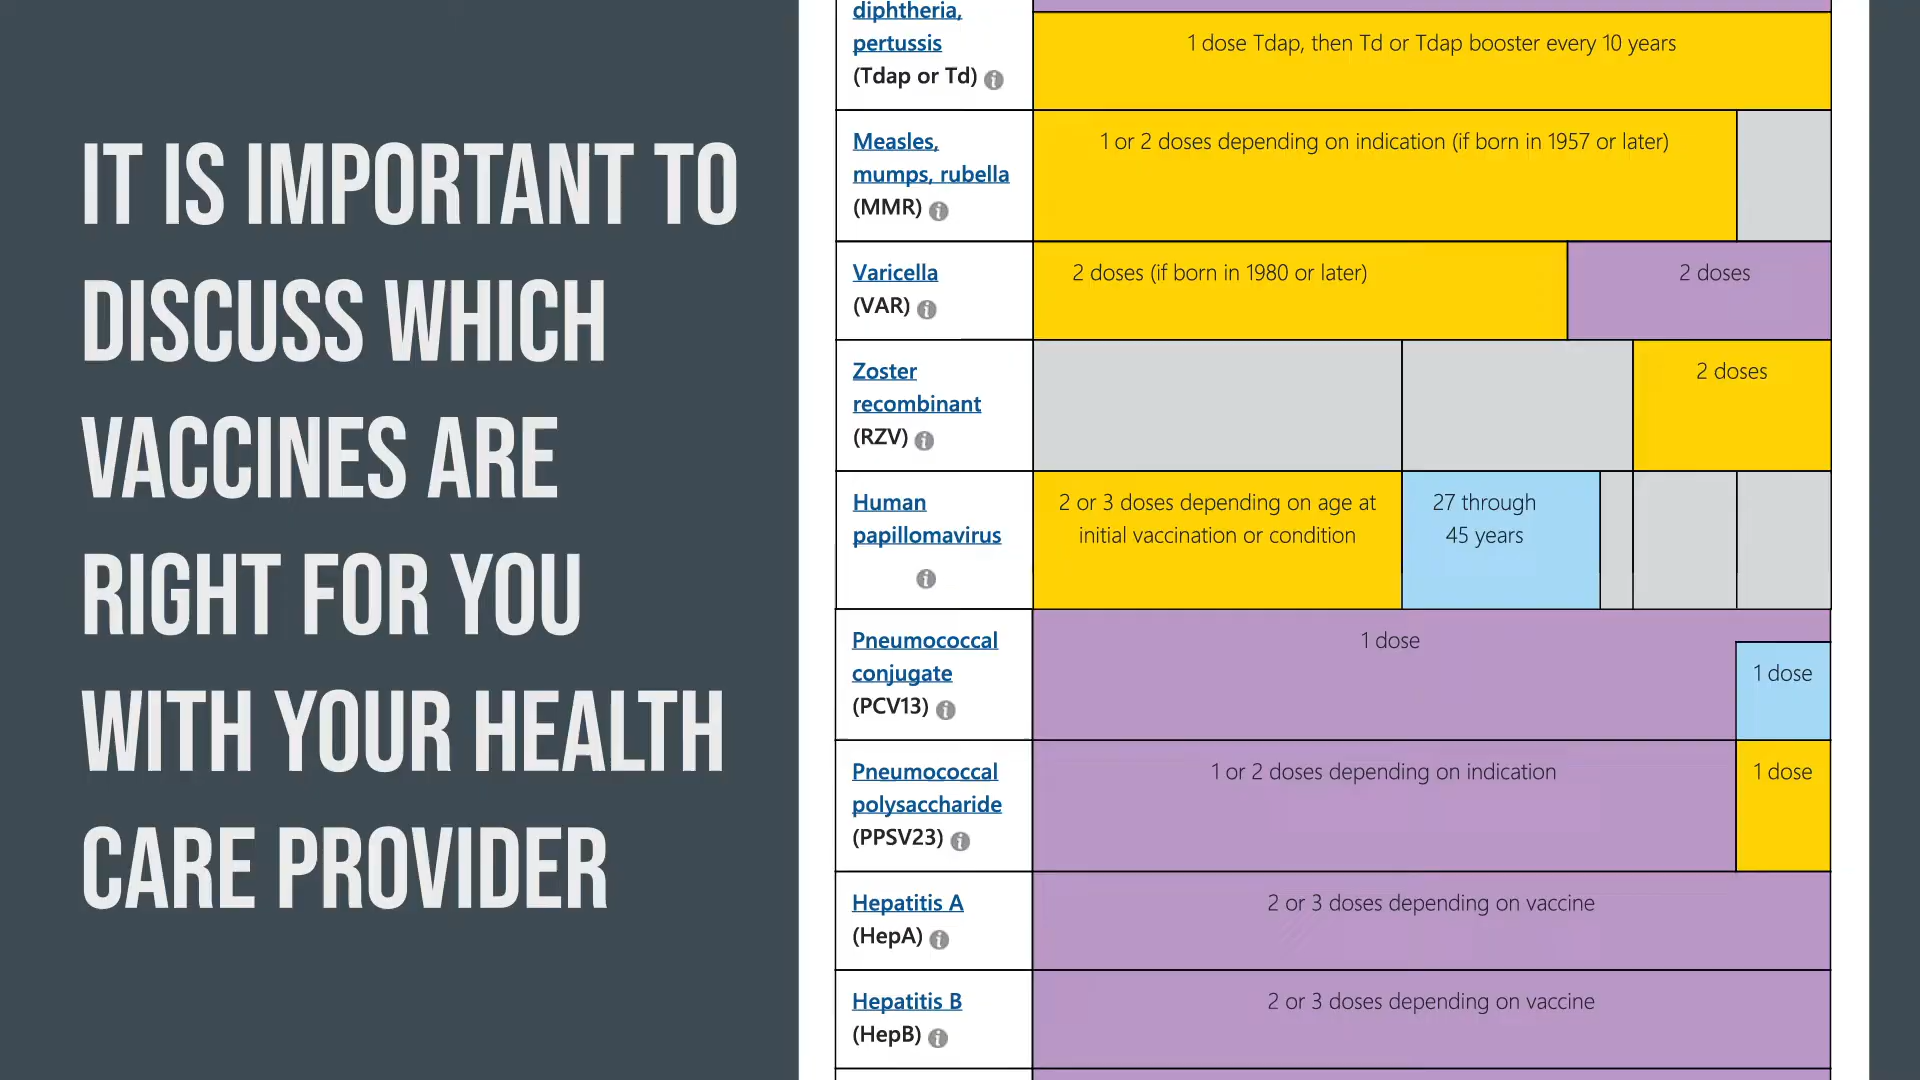 IT IS IMPORTANT TO
DISCUSS WHICH
VACCINES ARE
RIGHT FOR YOU
WITH YOUR HEALTH
CARE PROVIDER
diphtheria,
pertussis
(Tdap or Td)
1 dose Tdap, then Td or Tdap booster every 10 years
Measles,
mumps, rubella
(MMR)
1 or 2 doses depending on indication (if born in 1957 or later)
Varicella
(VAR)
2 doses (if born in 1980 or later)
2 doses
Zoster
recombinant
(RZV)
2 doses
Human
papillomavirus
2 or 3 doses depending on age at
initial vaccination or condition
27 through
45 years
Pneumococcal
conjugate
(PCV13)
1 dose
1 dose
Pneumococcal
polysaccharide
(PPSV23)
1 or 2 doses depending on indication
1 dose
Hepatitis A
(HepA)
2 or 3 doses depending on vaccine
Hepatitis B
(HepB)
2 or 3 doses depending on vaccine